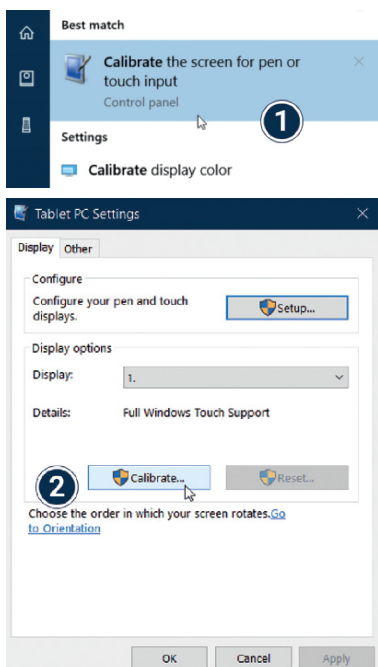 Best match
Calibrate the screen for pen or
touch input
Control panel
1
Settings
Calibrate display color
Tablet PC Settings
Display Other
Configure
Configure your pen and touch
displays.
Setup...
Display options
Display: 1.
Details: Full Windows Touch Support
2
Calibrate... Reset...
Choose the order in which your screen rotates.Go
to Orientation
OK Cancel Apply